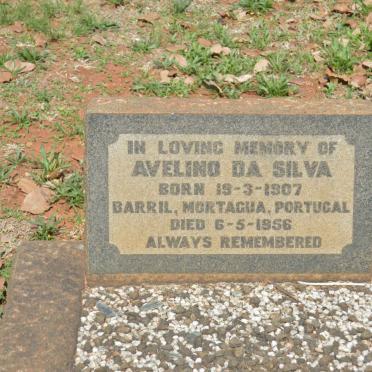 IN LOVING MEMORY OF
AVELINO DA SILVA
BORN 19-3-1907
BARRIL, MORTAGUA, PORTUGAL
DIED 6-5-1956
ALWAYS REMEMBERED